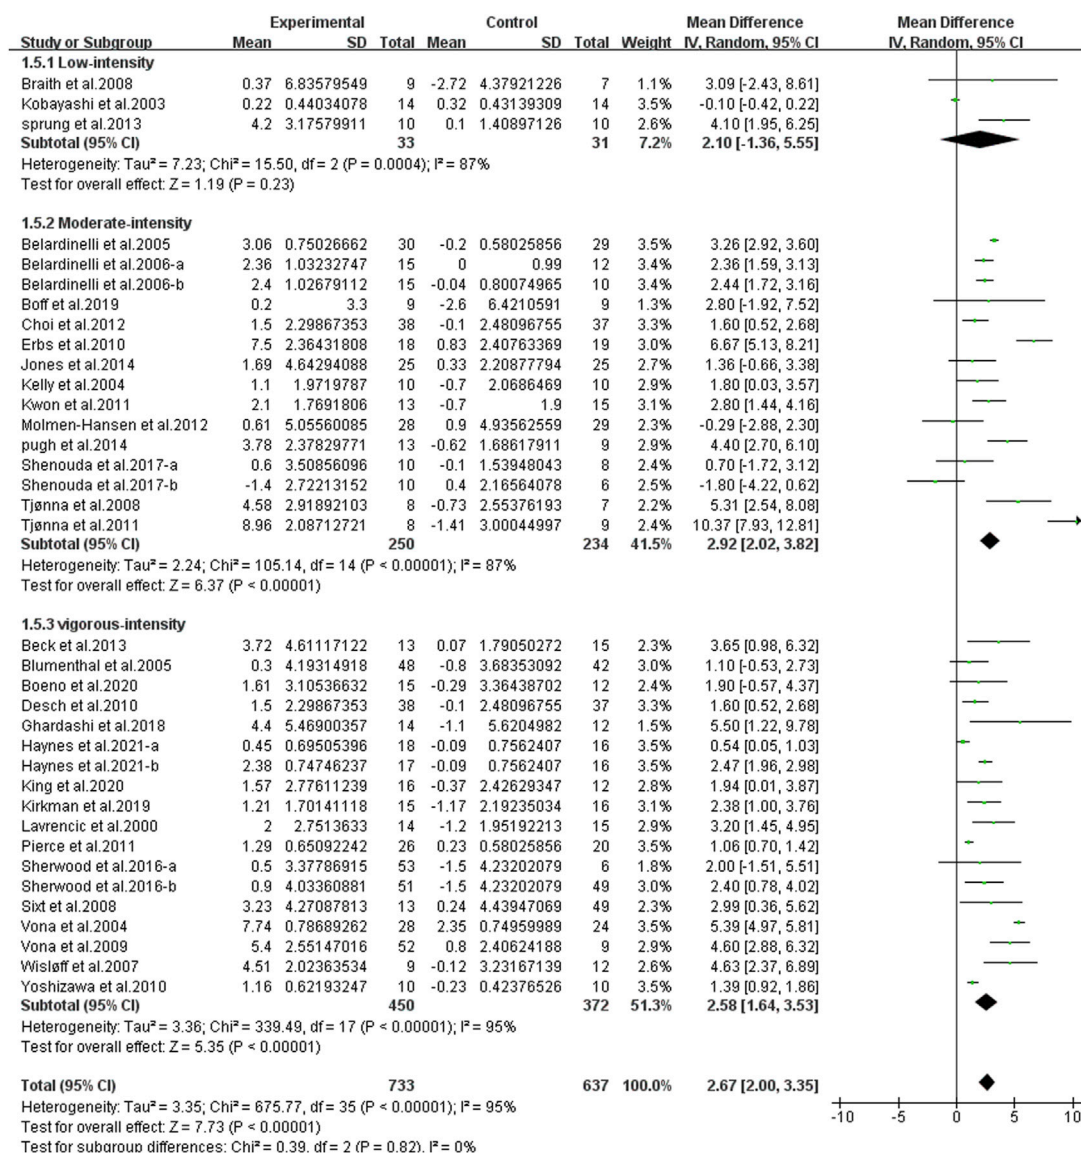 Experimental Control Mean Difference Mean Difference
Study or Subgroup Mean SD Total Mean SD Total Weight IV, Random, 95% CI IV, Random, 95% CI
1.5.1 Low-intensity
Braith et al.2008 0.37 6.83579549 9 -2.72 4.37921226 7 1.1% 3.09 [-2.43, 8.61]
Kobayashi et al.2003 0.22 0.44034078 14 0.32 0.43139309 14 3.5% -0.10 [-0.42, 0.22]
sprung et al.2013 4.2 3.17579911 10 0.1 1.40897126 10 2.6% 4.10 [1.95, 6.25]
Subtotal (95% CI) 33 31 7.2% 2.10 [-1.36, 5.55]
Heterogeneity: Tau² = 7.23; Chi² = 15.50, df = 2 (P = 0.0004); I² = 87%
Test for overall effect: Z = 1.19 (P = 0.23)
1.5.2 Moderate-intensity
Belardinelli et al.2005 3.06 0.75026662 30 -0.2 0.58025856 29 3.5% 3.26 [2.92, 3.60]
Belardinelli et al.2006-a 2.36 1.03232747 15 0 0.99 12 3.4% 2.36 [1.59, 3.13]
Belardinelli et al.2006-b 2.4 1.02679112 15 -0.04 0.80074965 10 3.4% 2.44 [1.72, 3.16]
Boff et al.2019 0.2 3.3 9 -2.6 6.4210591 9 1.3% 2.80 [-1.92, 7.52]
Choi et al.2012 1.5 2.29867353 38 -0.1 2.48096755 37 3.3% 1.60 [0.52, 2.68]
Erbs et al.2010 7.5 2.36431808 18 0.83 2.40763369 19 3.0% 6.67 [5.13, 8.21]
Jones et al.2014 1.69 4.64294088 25 0.33 2.20877794 25 2.7% 1.36 [-0.66, 3.38]
Kelly et al.2004 1.1 1.9719787 10 -0.7 2.0686469 10 2.9% 1.80 [0.03, 3.57]
Kwon et al.2011 2.1 1.7691806 13 -0.7 1.9 15 3.1% 2.80 [1.44, 4.16]
Molmen-Hansen et al.2012 0.61 5.05560085 28 0.9 4.93562559 29 2.3% -0.29 [-2.88, 2.30]
pugh et al.2014 3.78 2.37829771 13 -0.62 1.68617911 9 2.9% 4.40 [2.70, 6.10]
Shenouda et al.2017-a 0.6 3.50856096 10 -0.1 1.53948043 8 2.4% 0.70 [-1.72, 3.12]
Shenouda et al.2017-b -1.4 2.72213152 10 0.4 2.16564078 6 2.4% -1.80 [-4.22, 0.62]
Tjønna et al.2008 4.58 2.91892103 8 -0.73 2.55376193 7 2.2% 5.31 [2.54, 8.08]
Tjønna et al.2011 8.96 2.08712721 8 -1.41 3.00044997 9 2.4% 10.37 [7.93, 12.81]
Subtotal (95% CI) 250 234 41.5% 2.92 [2.02, 3.82]
Heterogeneity: Tau² = 2.24; Chi² = 105.14, df = 14 (P < 0.00001); I² = 87%
Test for overall effect: Z = 6.37 (P < 0.00001)
1.5.3 vigorous-intensity
Beck et al.2013 3.72 4.61117122 13 0.07 1.79050272 15 2.3% 3.65 [0.98, 6.32]
Blumenthal et al.2005 0.3 4.19314918 48 -0.8 3.68353092 42 3.0% 1.10 [-0.53, 2.73]
Boeno et al.2020 1.61 3.10536632 15 -0.29 3.36438702 12 2.4% 1.90 [-0.57, 4.37]
Desch et al.2010 1.5 2.29867353 38 -0.1 2.48096755 37 3.3% 1.60 [0.52, 2.68]
Ghardashi et al.2018 4.4 5.46900357 14 -1.1 5.6204982 12 1.5% 5.50 [1.22, 9.78]
Haynes et al.2021-a 0.45 0.69505396 18 -0.09 0.7562407 16 3.5% 0.54 [0.05, 1.03]
Haynes et al.2021-b 2.38 0.74746237 17 -0.09 0.7562407 16 3.5% 2.47 [1.96, 2.98]
King et al.2020 1.57 2.77611239 16 -0.37 2.42629347 12 2.8% 1.94 [0.01, 3.87]
Kirkman et al.2019 1.21 1.70141118 15 -1.17 2.19235034 16 3.1% 2.38 [1.00, 3.76]
Lavrencic et al.2000 2 2.7513633 14 -1.2 1.95192213 15 2.9% 3.20 [1.45, 4.95]
Pierce et al.2011 1.29 0.65092242 26 0.23 0.58025856 20 3.5% 1.06 [0.70, 1.42]
Sherwood et al.2016-a 0.5 3.37786915 53 -1.5 4.23202079 6 1.8% 2.00 [-1.51, 5.51]
Sherwood et al.2016-b 0.9 4.03360881 51 -1.5 4.23202079 49 3.0% 2.40 [0.78, 4.02]
Sixt et al.2008 3.23 4.27087813 13 0.24 4.43947069 49 2.3% 2.99 [0.36, 5.62]
Vona et al.2004 7.74 0.78689262 28 2.35 0.74959989 24 3.5% 5.39 [4.97, 5.81]
Vona et al.2009 5.4 2.55147016 52 0.8 2.40624188 9 2.9% 4.60 [2.88, 6.32]
Wisløff et al.2007 4.51 2.02363534 9 -0.12 3.23167139 12 2.6% 4.63 [2.37, 6.89]
Yoshizawa et al.2010 1.16 0.62193247 10 -0.23 0.42376526 10 3.5% 1.39 [0.92, 1.86]
Subtotal (95% CI) 450 372 51.3% 2.58 [1.64, 3.53]
Heterogeneity: Tau² = 3.36; Chi² = 339.49, df = 17 (P < 0.00001); I² = 95%
Test for overall effect: Z = 5.35 (P < 0.00001)
Total (95% CI) 733 637 100.0% 2.67 [2.00, 3.35]
Heterogeneity: Tau² = 3.35; Chi² = 675.77, df = 35 (P < 0.00001); I² = 95%
Test for overall effect: Z = 7.73 (P < 0.00001)
Test for subgroup differences: Chi² = 0.39, df = 2 (P = 0.82), I² = 0%
-10 -5 0 5 10